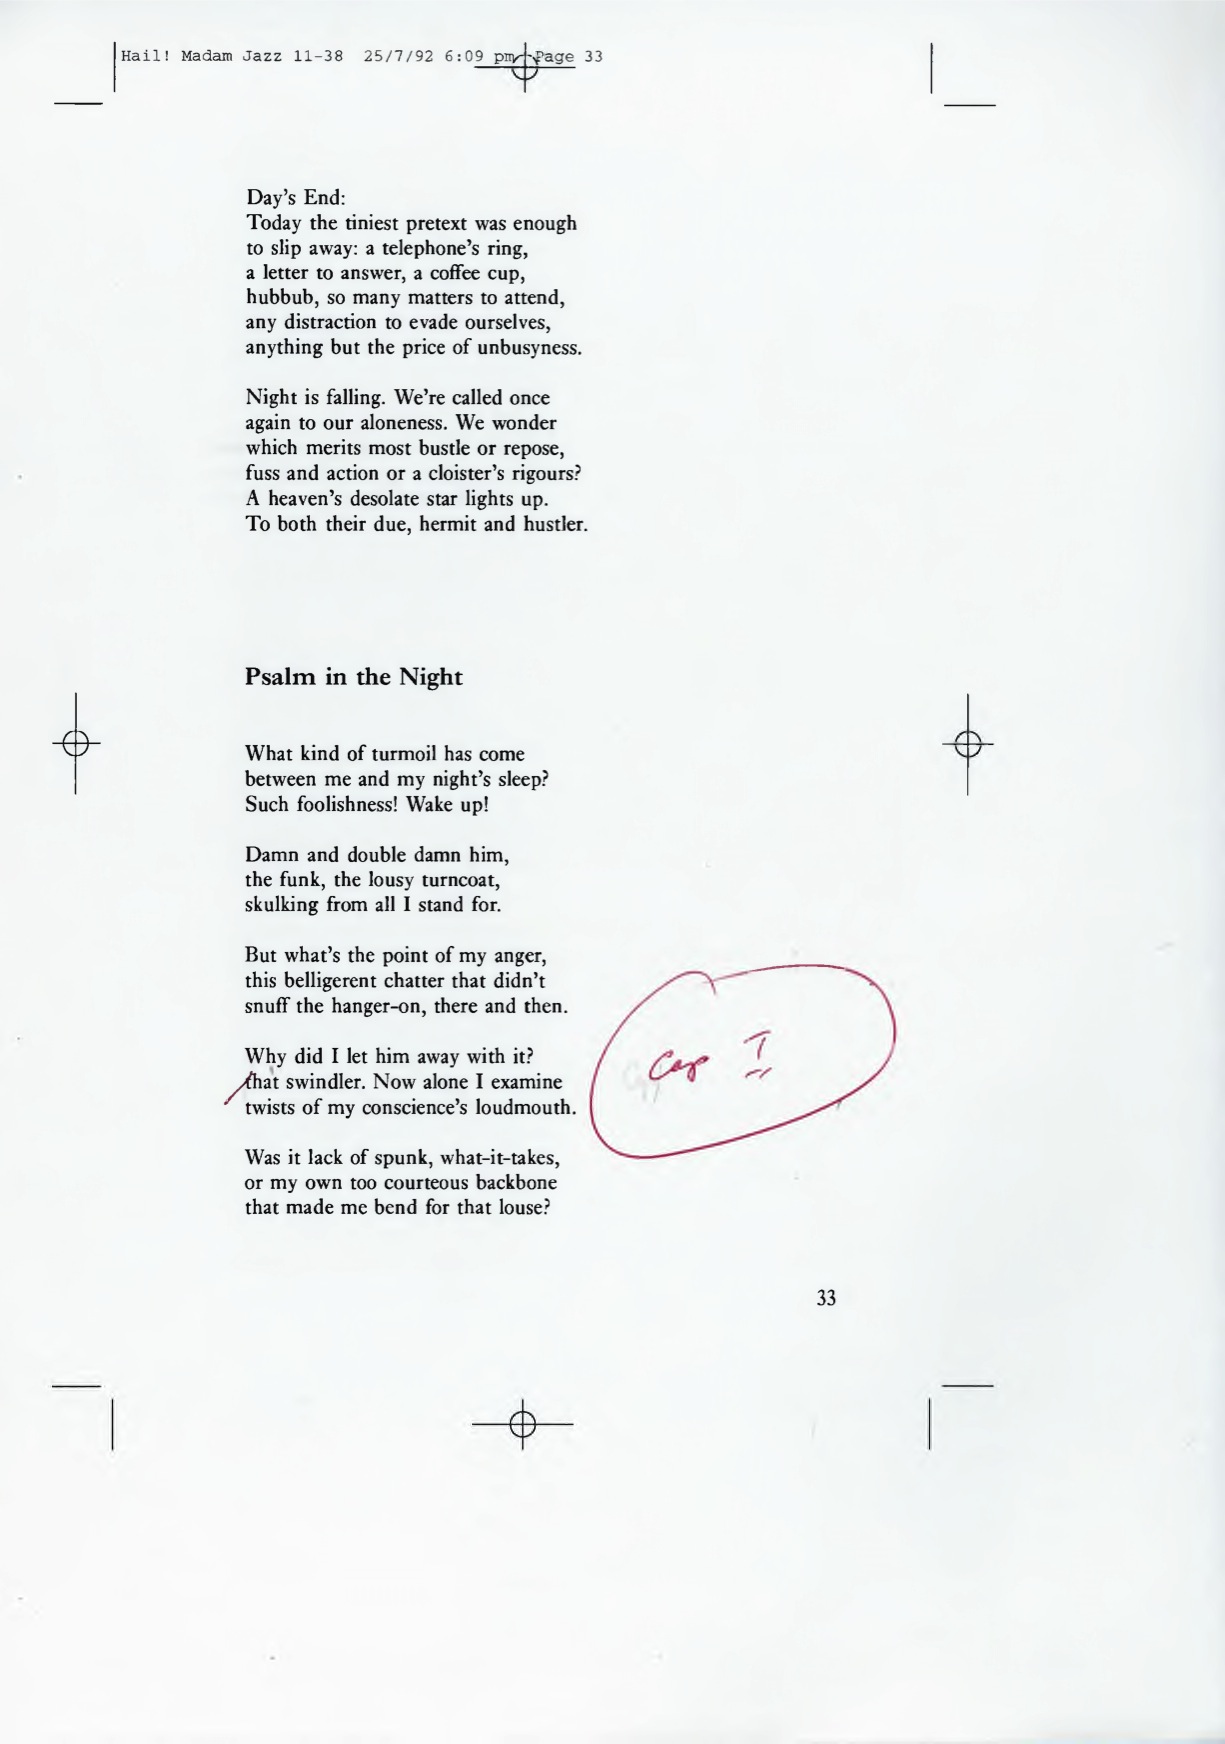 Hail! Madam Jazz 11-38 25/7/92 6:09 pm Page 33
Day's End:
Today the tiniest pretext was enough
to slip away: a telephone's ring,
a letter to answer, a coffee cup,
hubbub, so many matters to attend,
any distraction to evade ourselves,
anything but the price of unbusyness.
Night is falling. We're called once
again to our aloneness. We wonder
which merits most bustle or repose,
fuss and action or a cloister's rigours?
A heaven's desolate star lights up.
To both their due, hermit and hustler.
Psalm in the Night
What kind of turmoil has come
between me and my night's sleep?
Such foolishness! Wake up!
Damn and double damn him,
the funk, the lousy turncoat,
skulking from all I stand for.
But what's the point of my anger,
this belligerent chatter that didn't
snuff the hanger-on, there and then.
Why did I let him away with it?
that swindler. Now alone I examine
twists of my conscience's loudmouth.
Cap T
Was it lack of spunk, what-it-takes,
or my own too courteous backbone
that made me bend for that louse?
33